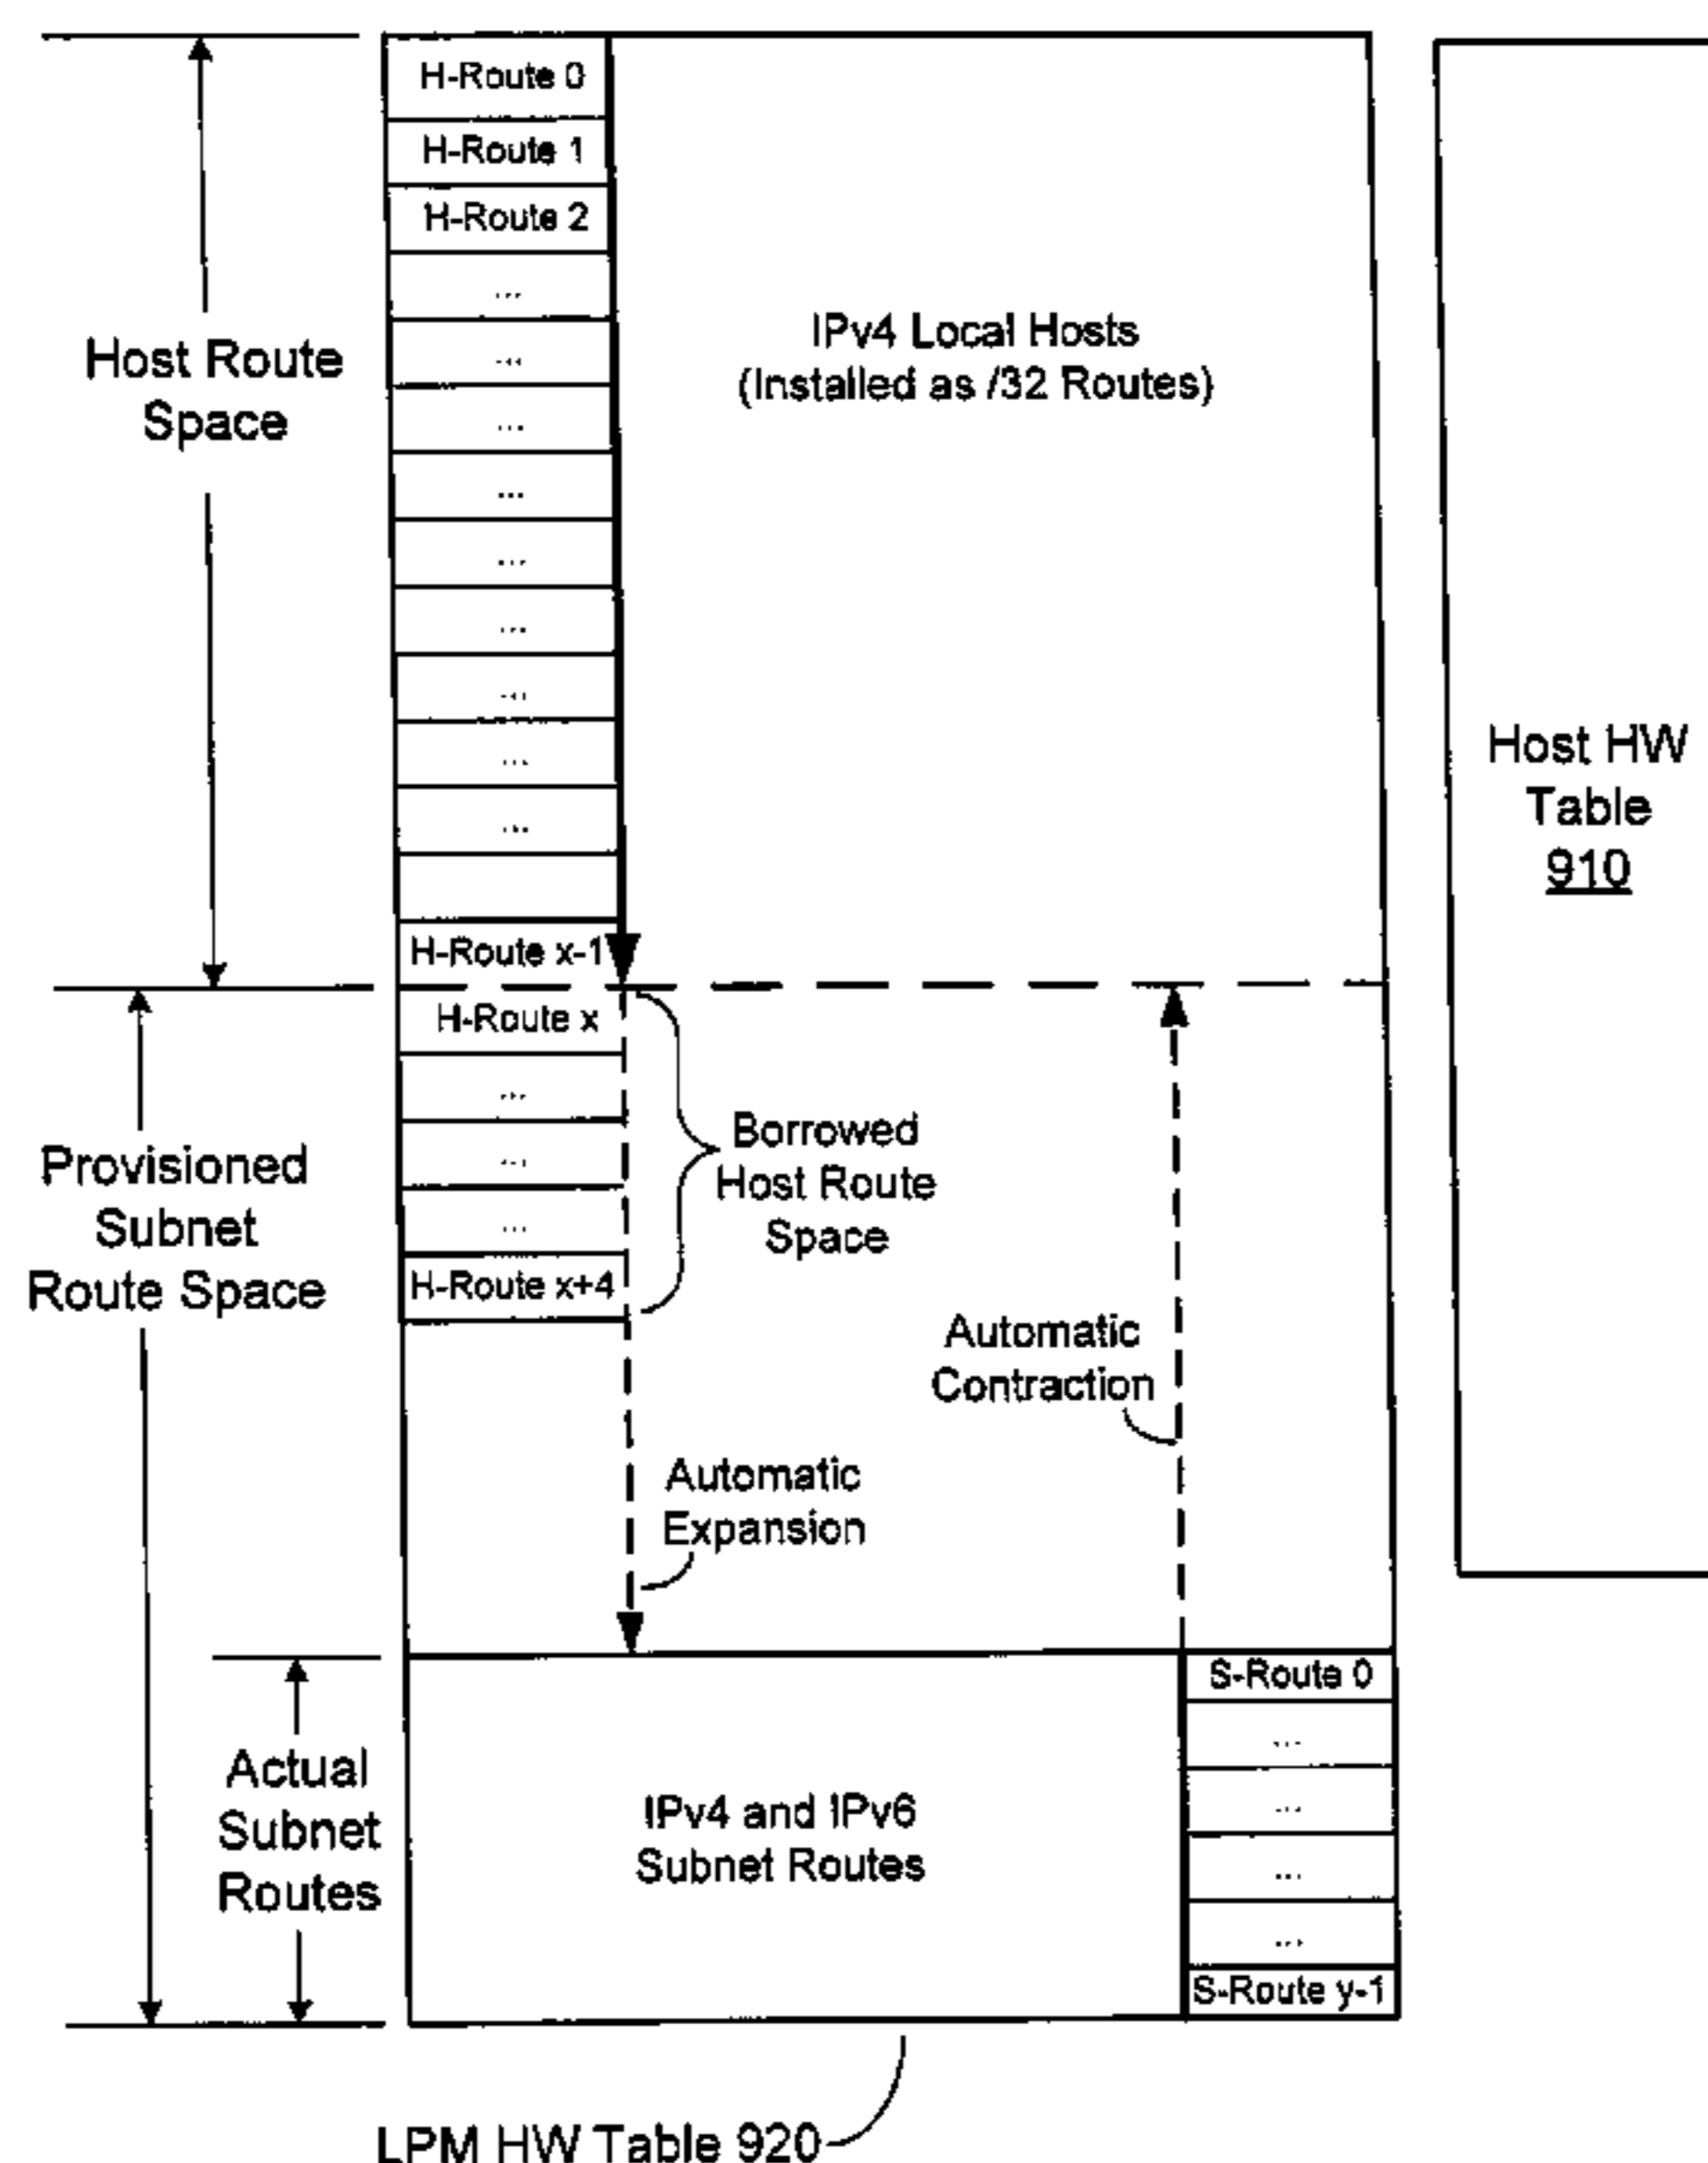 H-Route 0
H-Route 1
H-Route 2
...
...
...
...
...
...
...
...
...
H-Route x-1
H-Route x
...
...
...
H-Route x+4
Host Route
Space
IPv4 Local Hosts
(Installed as /32 Routes)
Host HW
Table
910
Provisioned
Subnet
Route Space
Borrowed
Host Route
Space
Automatic
Contraction
Automatic
Expansion
Actual
Subnet
Routes
IPv4 and IPv6
Subnet Routes
S-Route 0
...
...
...
...
S-Route y-1
LPM HW Table 920